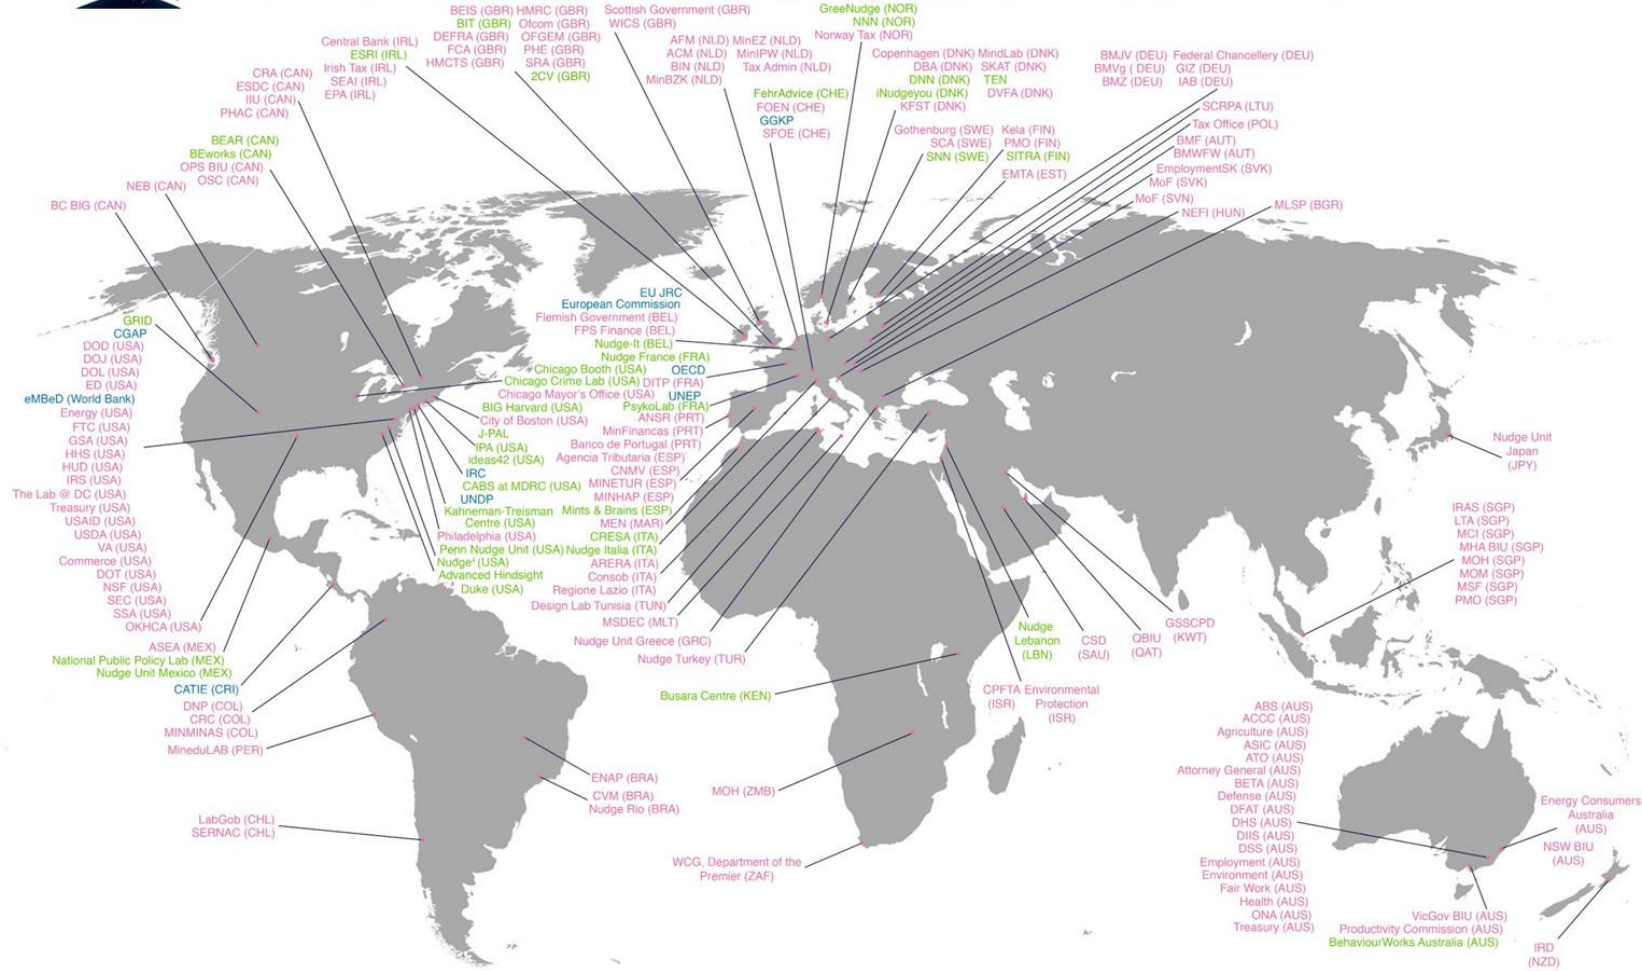 BEIS (GBR) HMRC (GBR)
BIT (GBR) Ofcom (GBR)
DEFRA (GBR) OFGEM (GBR)
FCA (GBR) PHE (GBR)
HMCTS (GBR) SRA (GBR)
2CV (GBR)
Scottish Government (GBR)
WICS (GBR)
GreeNudge (NOR)
NNN (NOR)
Norway Tax (NOR)
Central Bank (IRL)
ESRI (IRL)
Irish Tax (IRL)
SEAI (IRL)
EPA (IRL)
AFM (NLD) MinEZ (NLD)
ACM (NLD) MinIPW (NLD)
BIN (NLD) Tax Admin (NLD)
MinBZK (NLD)
Copenhagen (DNK) MindLab (DNK)
DBA (DNK) SKAT (DNK)
DNN (DNK) TEN
iNudgeyou (DNK) DVFA (DNK)
KFST (DNK)
BMJV (DEU) Federal Chancellery (DEU)
BMVg ( DEU) GIZ (DEU)
BMZ (DEU) IAB (DEU)
CRA (CAN)
ESDC (CAN)
IIU (CAN)
PHAC (CAN)
FehrAdvice (CHE)
FOEN (CHE)
GGKP
SFOE (CHE)
SCRPA (LTU)
Tax Office (POL)
BMF (AUT)
BMWFW (AUT)
EmploymentSK (SVK)
MoF (SVK)
MoF (SVN)
NEFI (HUN)
MLSP (BGR)
Gothenburg (SWE) Kela (FIN)
SCA (SWE) PMO (FIN)
SNN (SWE) SITRA (FIN)
EMTA (EST)
BEAR (CAN)
BEworks (CAN)
OPS BIU (CAN)
OSC (CAN)
NEB (CAN)
BC BIG (CAN)
GRID
CGAP
DOD (USA)
DOJ (USA)
DOL (USA)
ED (USA)
eMBeD (World Bank)
Energy (USA)
FTC (USA)
GSA (USA)
HHS (USA)
HUD (USA)
IRS (USA)
The Lab @ DC (USA)
Treasury (USA)
USAID (USA)
USDA (USA)
VA (USA)
Commerce (USA)
DOT (USA)
NSF (USA)
SEC (USA)
SSA (USA)
OKHCA (USA)
ASEA (MEX)
National Public Policy Lab (MEX)
Nudge Unit Mexico (MEX)
CATIE (CRI)
DNP (COL)
CRC (COL)
MINMINAS (COL)
MineduLAB (PER)
LabGob (CHL)
SERNAC (CHL)
EU JRC
European Commission
Flemish Government (BEL)
FPS Finance (BEL)
Nudge-It (BEL)
Nudge France (FRA)
Chicago Booth (USA) OECD
Chicago Crime Lab (USA) DITP (FRA)
Chicago Mayor's Office (USA) UNEP
BIG Harvard (USA) PsykoLab (FRA)
City of Boston (USA) ANSR (PRT)
J-PAL MinFinancas (PRT)
IPA (USA) Banco de Portugal (PRT)
ideas42 (USA) Agencia Tributaria (ESP)
IRC CNMV (ESP)
CABS at MDRC (USA) MINETUR (ESP)
UNDP MINHAP (ESP)
Kahneman-Treisman Mints & Brains (ESP)
Centre (USA) MEN (MAR)
Philadelphia (USA) CRESA (ITA)
Penn Nudge Unit (USA) Nudge Italia (ITA)
Nudge⁴ (USA) ARERA (ITA)
Advanced Hindsight Consob (ITA)
Duke (USA) Regione Lazio (ITA)
Design Lab Tunisia (TUN)
MSDEC (MLT)
Nudge Unit Greece (GRC)
Nudge Turkey (TUR)
Busara Centre (KEN)
MOH (ZMB)
WCG, Department of the
Premier (ZAF)
ENAP (BRA)
CVM (BRA)
Nudge Rio (BRA)
Nudge
Lebanon
(LBN)
CSD
(SAU)
QBIU
(QAT)
GSSCPD
(KWT)
CPFTA
(ISR)
Environmental
Protection
(ISR)
Nudge Unit
Japan
(JPY)
IRAS (SGP)
LTA (SGP)
MCI (SGP)
MHA BIU (SGP)
MOH (SGP)
MOM (SGP)
MSF (SGP)
PMO (SGP)
ABS (AUS)
ACCC (AUS)
Agriculture (AUS)
ASIC (AUS)
ATO (AUS)
Attorney General (AUS)
BETA (AUS)
Defense (AUS)
DFAT (AUS)
DHS (AUS)
DIIS (AUS)
DSS (AUS)
Employment (AUS)
Environment (AUS)
Fair Work (AUS)
Health (AUS)
ONA (AUS)
Treasury (AUS)
Energy Consumers
Australia
(AUS)
NSW BIU
(AUS)
VicGov BIU (AUS)
Productivity Commission (AUS)
BehaviourWorks Australia (AUS)
IRD
(NZD)